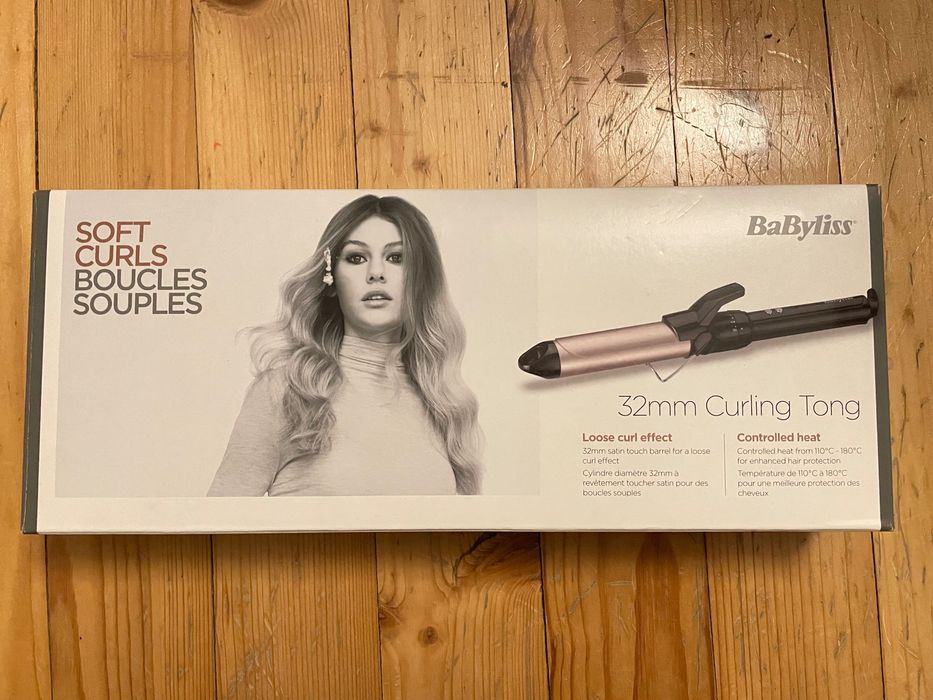 SOFT
CURLS
BOUCLES
SOUPLES
BaByliss
32mm Curling Tong
Loose curl effect
32mm satin touch barrel for a loose
curl effect
Cylindre diamètre 32mm à
revêtement toucher satin pour des
boucles souples
Controlled heat
Controlled heat from 110°C - 180°C
for enhanced hair protection
Température de 110°C à 180°C
pour une meilleure protection des
cheveux